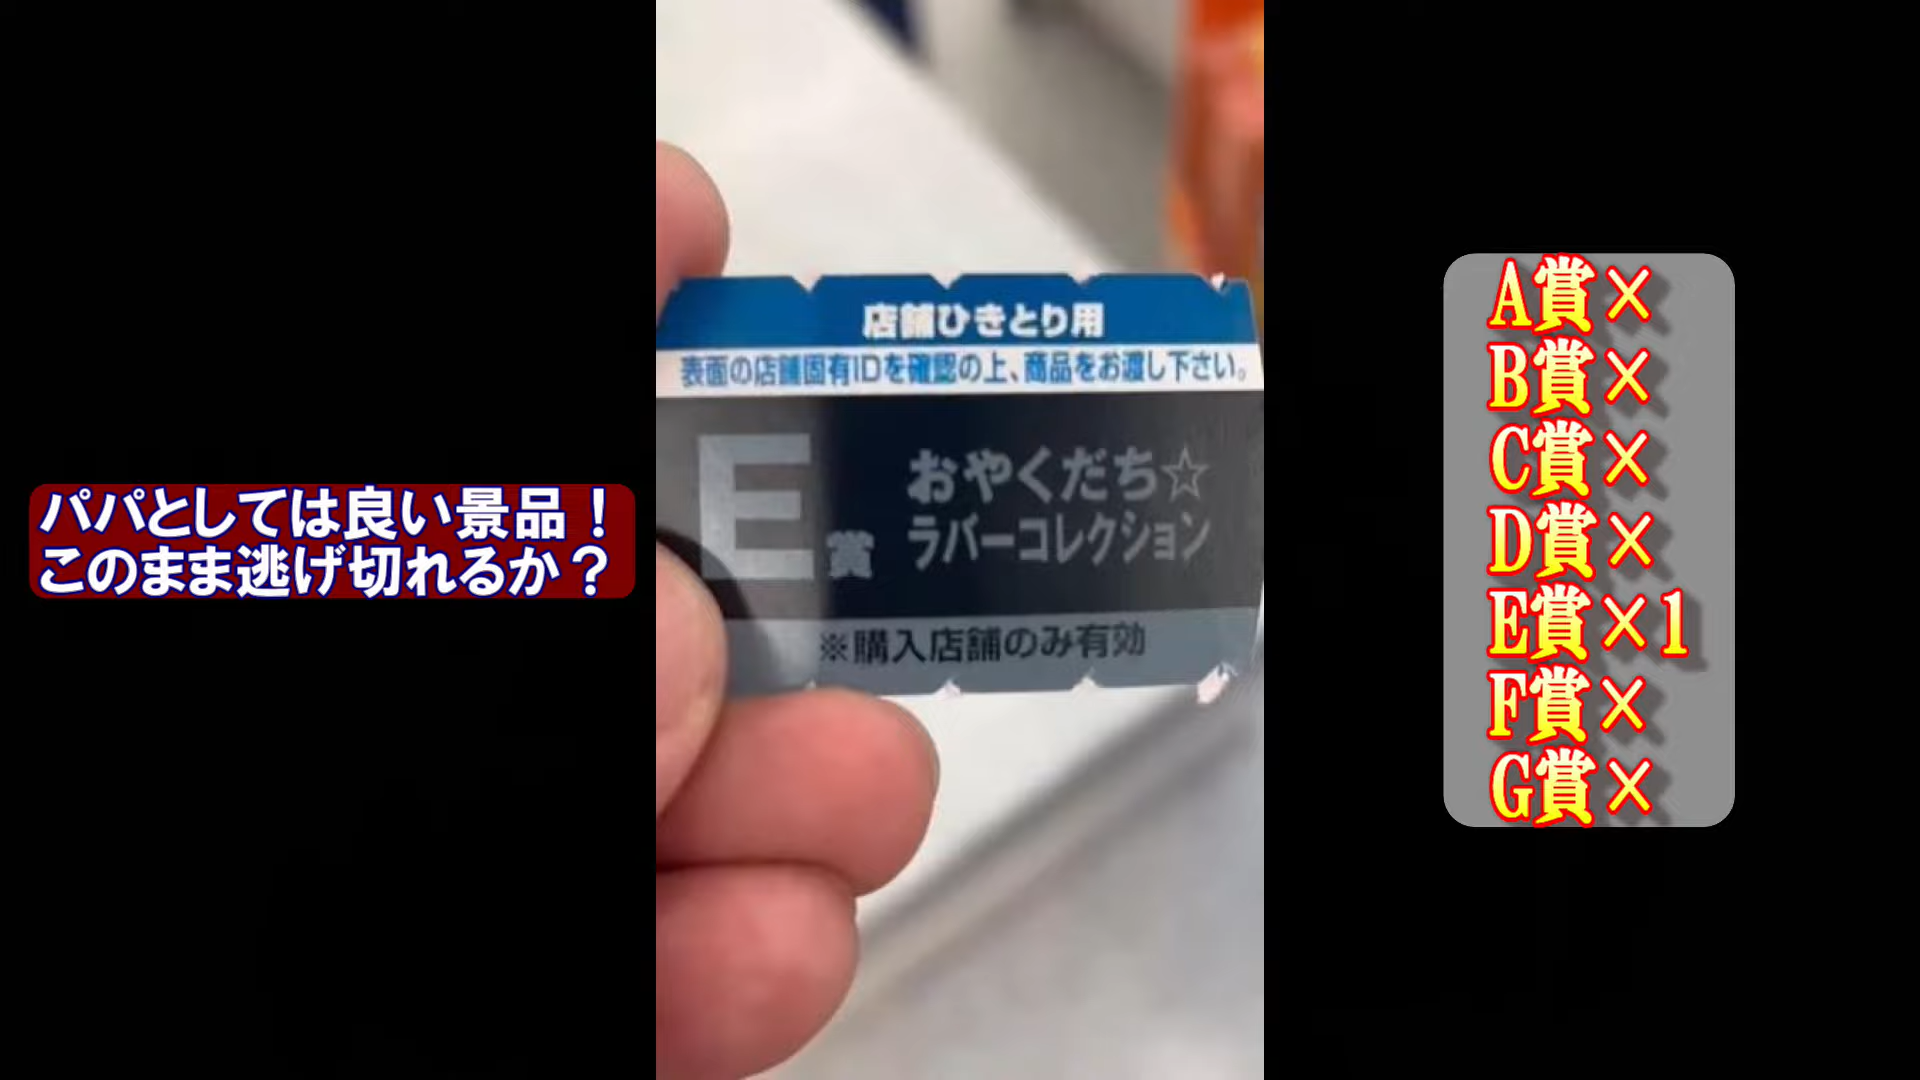 パパとしては良い景品！
このまま逃げ切れるか？
店舗ひきとり用
表面の店舗固有IDを確認の上、商品をお渡し下さい。
E賞
おやくだち☆
ラバーコレクション
※購入店舗のみ有効
A賞×
B賞×
C賞×
D賞×
E賞×1
F賞×
G賞×